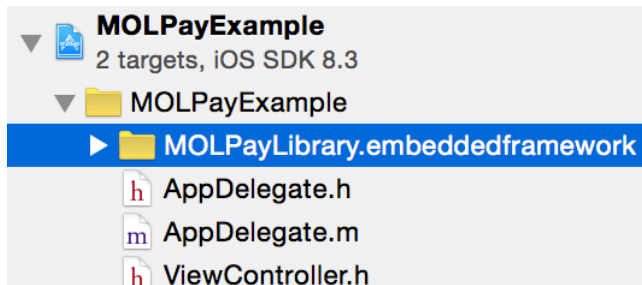 MOLPayExample
2 targets, iOS SDK 8.3
MOLPayExample
MOLPayLibrary.embeddedframework
h AppDelegate.h
m AppDelegate.m
h ViewController.h